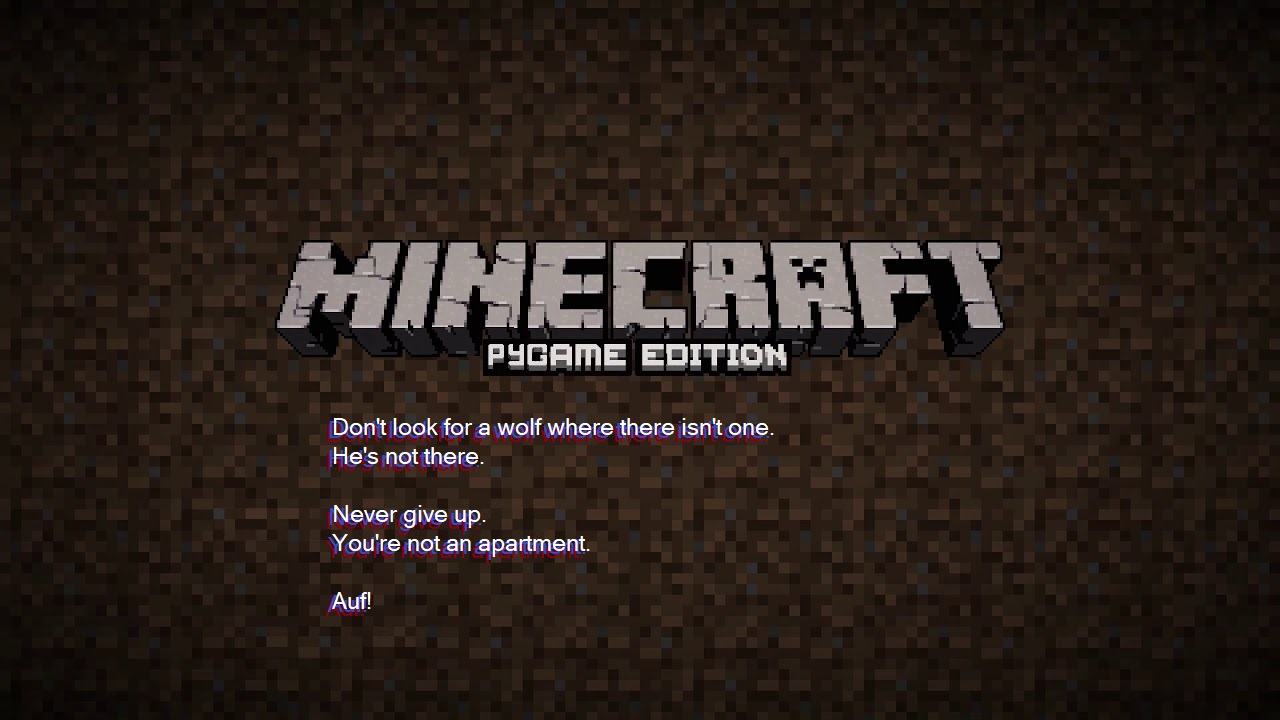 MINECRAFT
PYGAME EDITION
Don't look for a wolf where there isn't one.
He's not there.
Never give up.
You're not an apartment.
Auf!